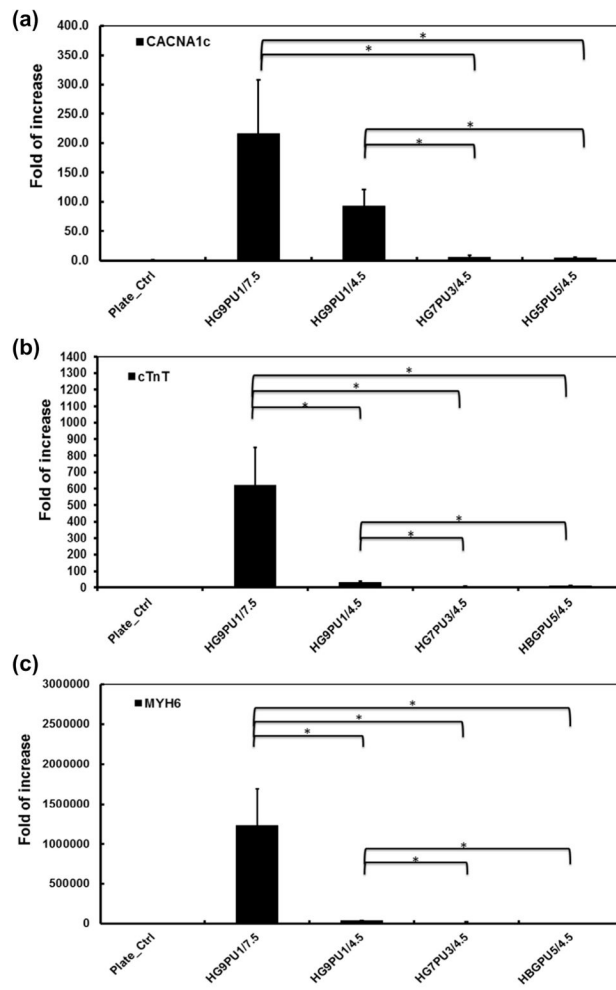 (a)
CACNA1c
Fold of increase
400.0
350.0
300.0
250.0
200.0
150.0
100.0
50.0
0.0
*
*
*
*
Plate_Ctrl
HG9PU1/7.5
HG9PU1/4.5
HG7PU3/4.5
HG5PU5/4.5
(b)
cTnT
Fold of increase
1400
1300
1200
1100
1000
900
800
700
600
500
400
300
200
100
0
*
*
*
*
*
Plate_Ctrl
HG9PU1/7.5
HG9PU1/4.5
HG7PU3/4.5
HBGPU5/4.5
(c)
MYH6
Fold of increase
3000000
2500000
2000000
1500000
1000000
500000
0
*
*
*
*
*
Plate_Ctrl
HG9PU1/7.5
HG9PU1/4.5
HG7PU3/4.5
HBGPU5/4.5